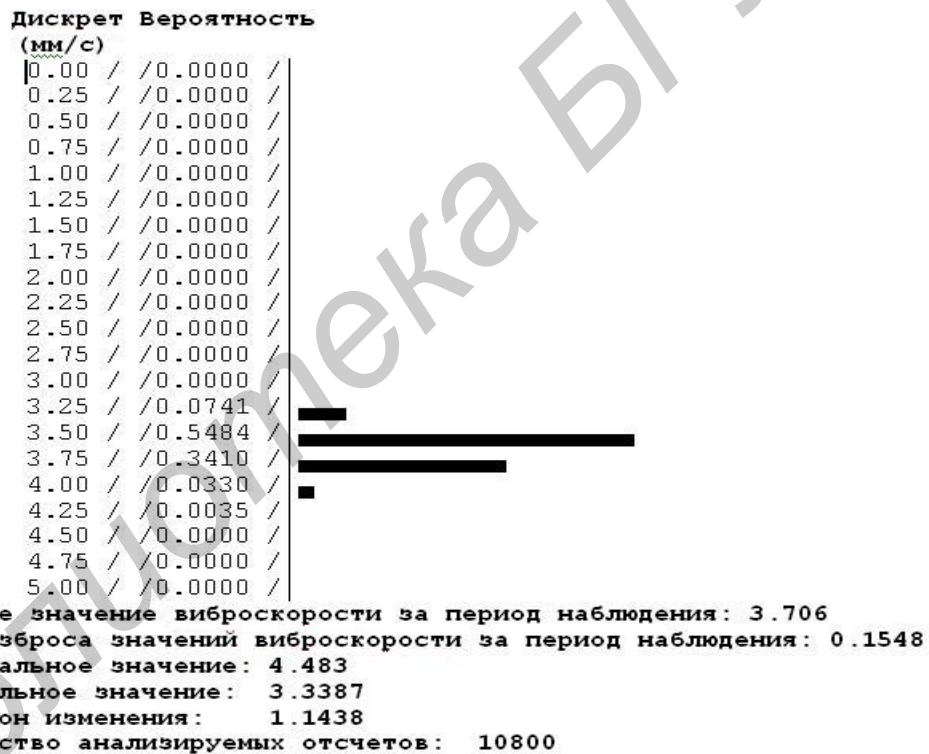 Дискрет Вероятность
(мм/с)
0.00 / /0.0000 /
0.25 / /0.0000 /
0.50 / /0.0000 /
0.75 / /0.0000 /
1.00 / /0.0000 /
1.25 / /0.0000 /
1.50 / /0.0000 /
1.75 / /0.0000 /
2.00 / /0.0000 /
2.25 / /0.0000 /
2.50 / /0.0000 /
2.75 / /0.0000 /
3.00 / /0.0000 /
3.25 / /0.0741 /
3.50 / /0.5484 /
3.75 / /0.3410 /
4.00 / /0.0330 /
4.25 / /0.0035 /
4.50 / /0.0000 /
4.75 / /0.0000 /
5.00 / /0.0000 /
е значение виброскорости за период наблюдения: 3.706
зброса значений виброскорости за период наблюдения: 0.1548
альное значение: 4.483
льное значение: 3.3387
он изменения: 1.1438
ство анализируемых отсчетов: 10800